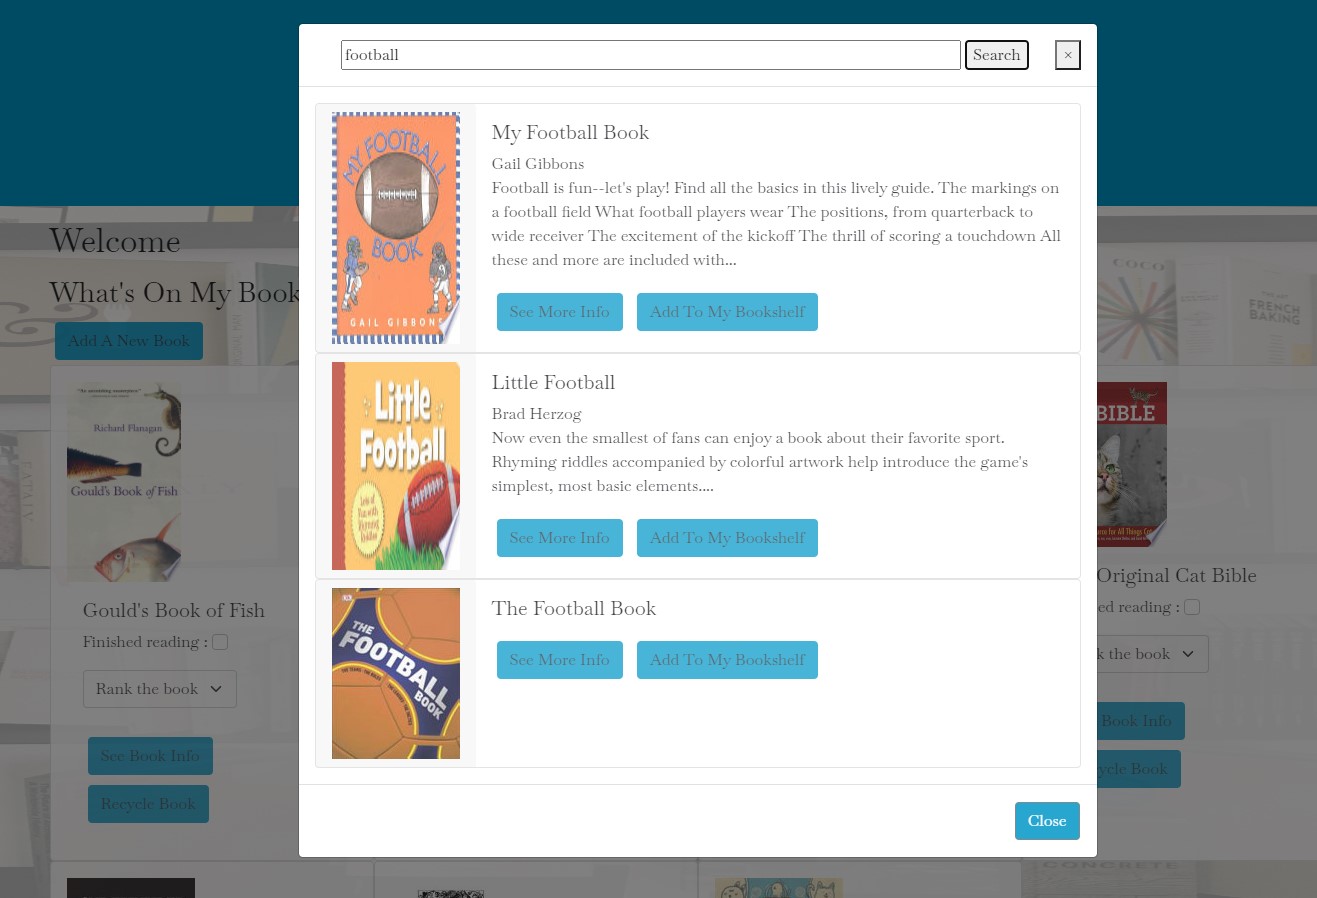 football
Search
×
MY FOOTBALL
BOOK
GAIL GIBBONS
My Football Book
Gail Gibbons
Football is fun--let's play! Find all the basics in this lively guide. The markings on
a football field What football players wear The positions, from quarterback to
wide receiver The excitement of the kickoff The thrill of scoring a touchdown All
these and more are included with...
See More Info
Add To My Bookshelf
Little
Football
Lots of
Fun with
Rhyming
Riddles
Little Football
Brad Herzog
Now even the smallest of fans can enjoy a book about their favorite sport.
Rhyming riddles accompanied by colorful artwork help introduce the game's
simplest, most basic elements....
See More Info
Add To My Bookshelf
THE
FOOTBALL
BOOK
The Football Book
See More Info
Add To My Bookshelf
Close
Welcome
What's On My Book
Add A New Book
Richard Flanagan
Gould's Book of Fish
Gould's Book of Fish
Finished reading :
Rank the book
See Book Info
Recycle Book
BIBLE
Original Cat Bible
ed reading :
k the book
Book Info
ycle Book
COCO
FRENCH
BAKING
CONCRETE